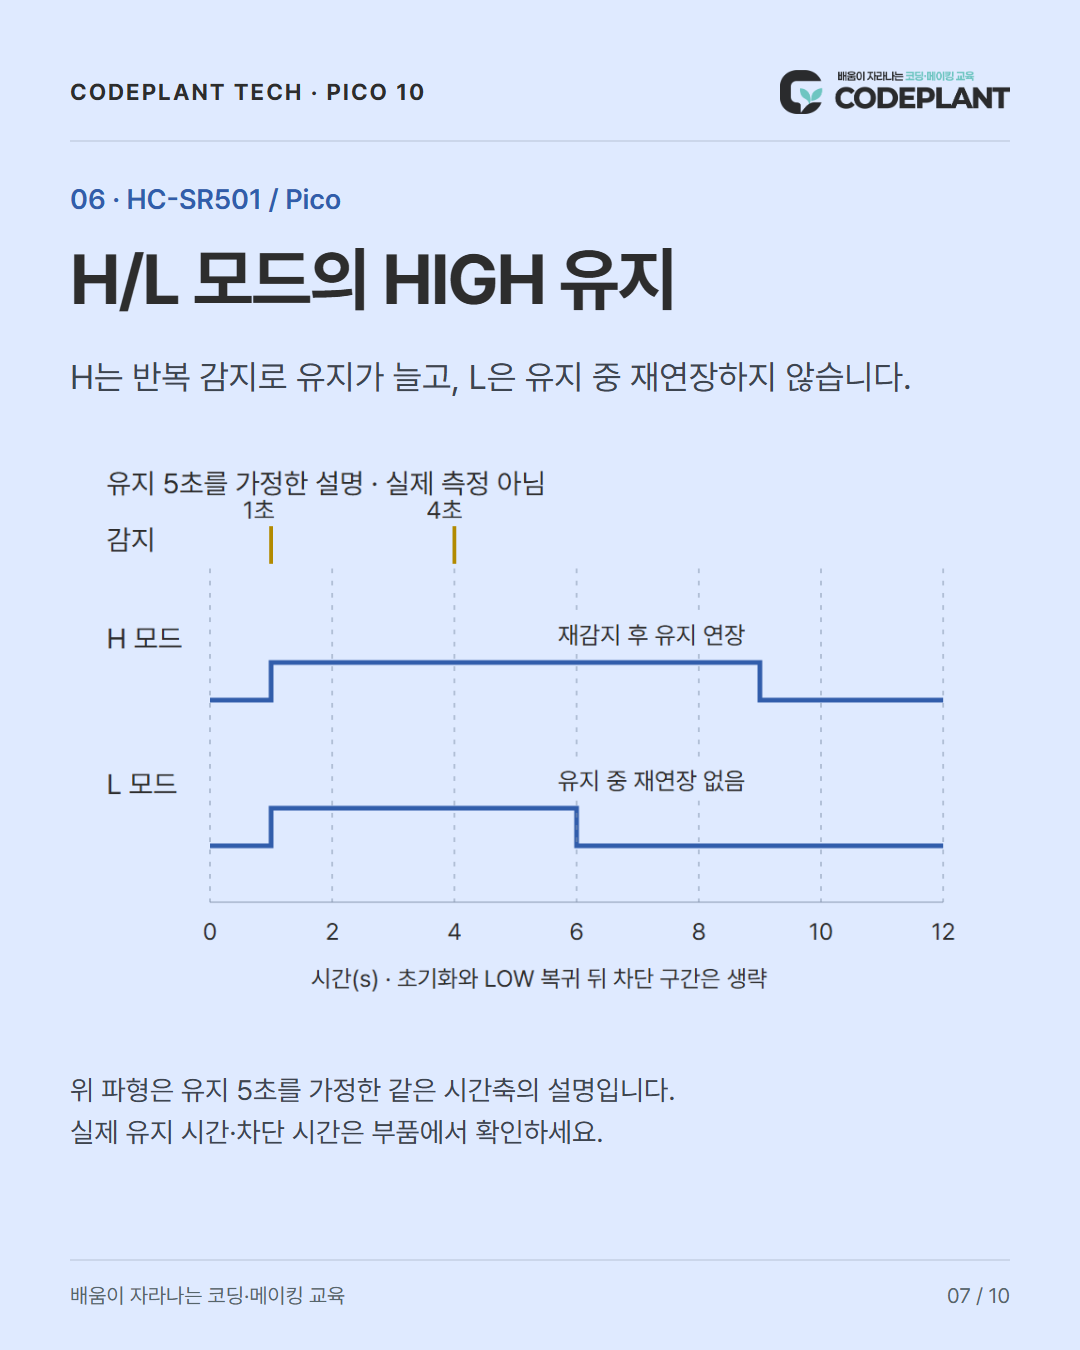 CODEPLANT TECH · PICO 10
배움이 자라나는 코딩·메이킹 교육
CODEPLANT
06 · HC-SR501 / Pico
H/L 모드의 HIGH 유지
H는 반복 감지로 유지가 늘고, L은 유지 중 재연장하지 않습니다.
유지 5초를 가정한 설명 · 실제 측정 아님
1초 4초
감지
재감지 후 유지 연장
H 모드
유지 중 재연장 없음
L 모드
0 2 4 6 8 10 12
시간(s) · 초기화와 LOW 복귀 뒤 차단 구간은 생략
위 파형은 유지 5초를 가정한 같은 시간축의 설명입니다.
실제 유지 시간·차단 시간은 부품에서 확인하세요.
배움이 자라나는 코딩·메이킹 교육
07 / 10